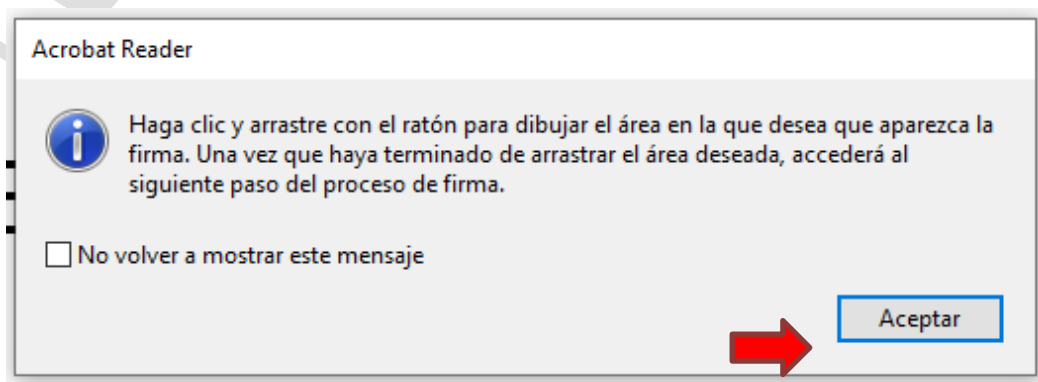 Acrobat Reader
Haga clic y arrastre con el ratón para dibujar el área en la que desea que aparezca la
firma. Una vez que haya terminado de arrastrar el área deseada, accederá al
siguiente paso del proceso de firma.
No volver a mostrar este mensaje
Aceptar